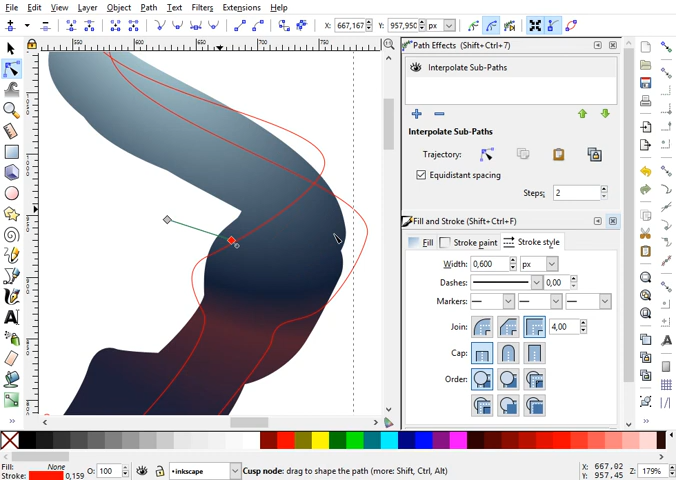 File Edit View Layer Object Path Text Filters Extensions Help
X: 667,167 Y: 957,950 px
Path Effects (Shift+Ctrl+7)
Interpolate Sub-Paths
Interpolate Sub-Paths
Trajectory:
Equidistant spacing
Steps: 2
Fill and Stroke (Shift+Ctrl+F)
Fill Stroke paint Stroke style
Width: 0,600 px
Dashes: 0,00
Markers:
Join: 4,00
Cap:
Order:
Fill: None
Stroke: 0,159
O: 100
•inkscape
Cusp node: drag to shape the path (more: Shift, Ctrl, Alt)
X: 667,02
Y: 957,45
Z: 179%